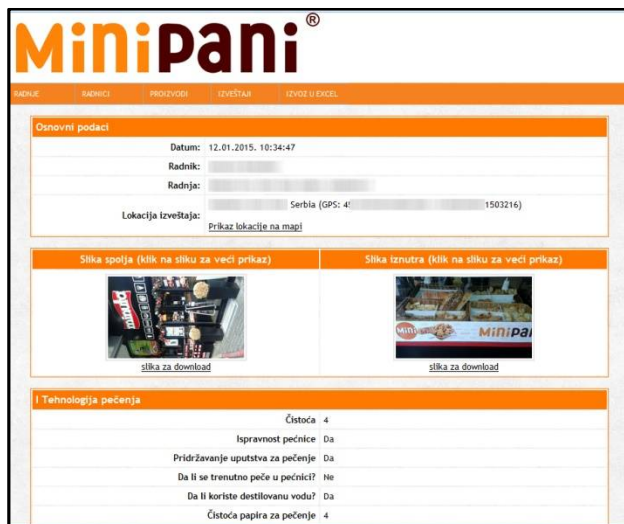 MiniPani®
RADNJE RADNICI PROIZVODI IZVEŠTAJI IZVOZ U EXCEL
Osnovni podaci
Datum: 12.01.2015. 10:34:47
Radnik:
Radnja:
Lokacija izveštaja: Serbia (GPS: 4 1503216)
Prikaz lokacije na mapi
Slika spolja (klik na sliku za veći prikaz) Slika iznutra (klik na sliku za veći prikaz)
minuta
MiniPa
slika za download slika za download
I Tehnologija pečenja
Čistoća 4
Ispravnost pećnice Da
Pridržavanje uputstva za pečenje Da
Da li se trenutno peče u pećnici? Ne
Da li koriste destilovanu vodu? Da
Čistoća papira za pečenje 4